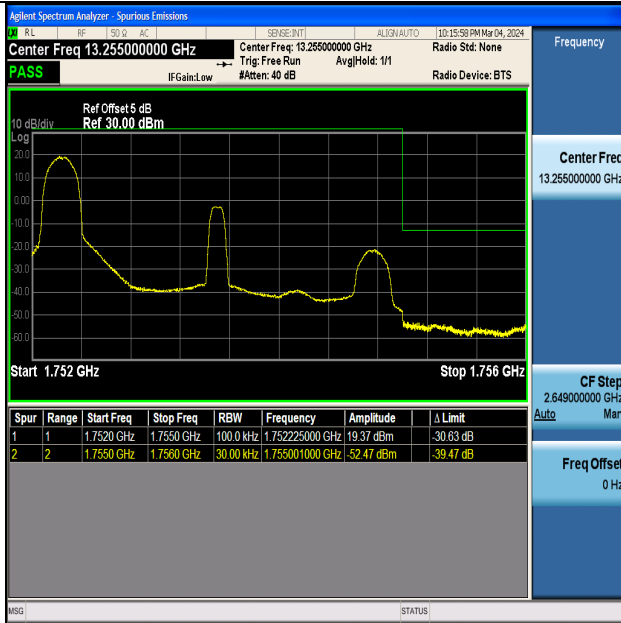 Agilent Spectrum Analyzer - Spurious Emissions
RL RF 50 Ω AC SENSE:INT ALIGN AUTO 10:15:58 PM Mar 04, 2024
Center Freq 13.255000000 GHz
Center Freq: 13.255000000 GHz
Radio Std: None
Trig: Free Run Avg|Hold: 1/1
PASS
IFGain:Low
#Atten: 40 dB
Radio Device: BTS
Ref Offset 5 dB
10 dB/div Ref 30.00 dBm
Log
20.0
10.0
0.00
-10.0
-20.0
-30.0
-40.0
-50.0
-60.0
Start 1.752 GHz Stop 1.756 GHz
Spur Range Start Freq Stop Freq RBW Frequency Amplitude Δ Limit
1 1 1.7520 GHz 1.7550 GHz 100.0 kHz 1.752225000 GHz 19.37 dBm -30.63 dB
2 2 1.7550 GHz 1.7560 GHz 30.00 kHz 1.755001000 GHz -52.47 dBm -39.47 dB
MSG STATUS
Frequency
Center Freq
13.255000000 GHz
CF Step
2.649000000 GHz
Auto Man
Freq Offset
0 Hz